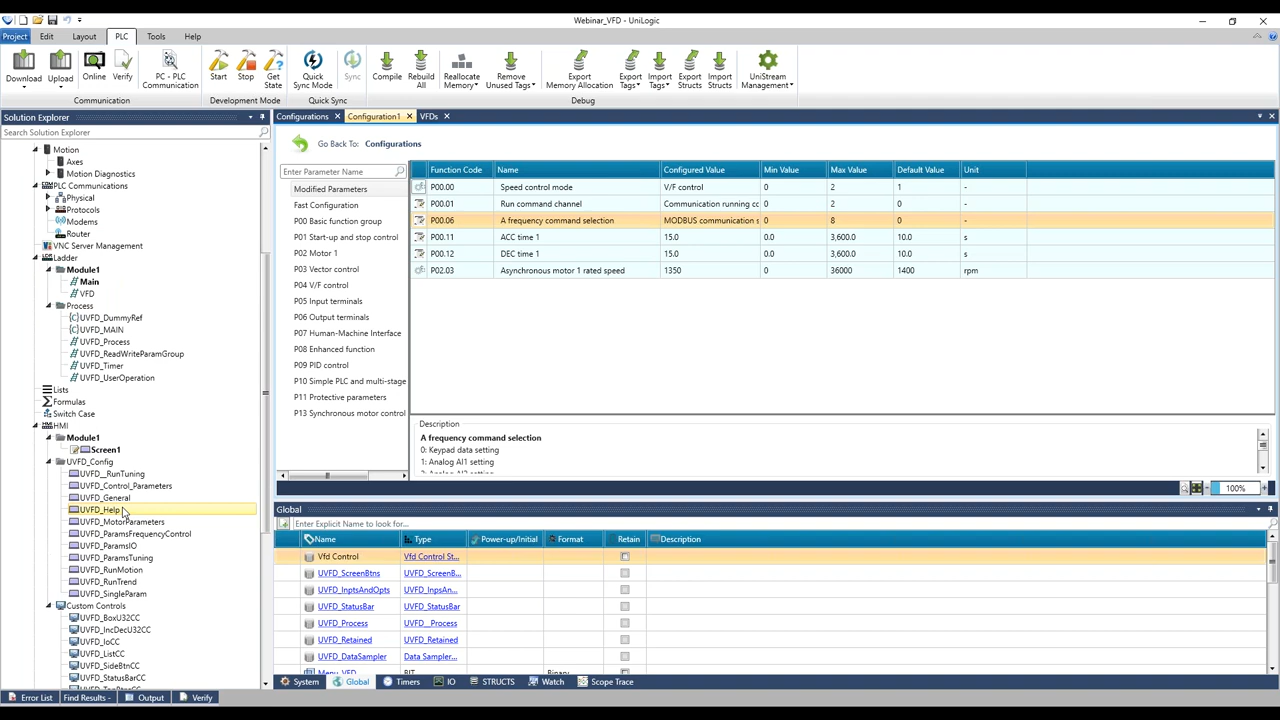 Webinar_VFD - UniLogic
Project Edit Layout PLC Tools Help
Download Upload Online Verify PC - PLC Communication Start Stop Get State Quick Sync Mode Sync Compile Rebuild All Reallocate Memory Remove Unused Tags Export Memory Allocation Export Tags Import Tags Export Structs Import Structs UniStream Management
Communication Development Mode Quick Sync Debug
Solution Explorer
Search Solution Explorer
Motion
Axes
Motion Diagnostics
PLC Communications
Physical
Protocols
Modems
Router
VNC Server Management
Ladder
Module1
Main
VFD
Process
UVFD_DummyRef
UVFD_MAIN
UVFD_Process
UVFD_ReadWriteParamGroup
UVFD_Timer
UVFD_UserOperation
Lists
Formulas
Switch Case
HMI
Module1
Screen1
UVFD_Config
UVFD__RunTuning
UVFD_Control_Parameters
UVFD_General
UVFD_Help
UVFD_MotorParameters
UVFD_ParamsFrequencyControl
UVFD_ParamsIO
UVFD_ParamsTuning
UVFD_RunMotion
UVFD_RunTrend
UVFD_SingleParam
Custom Controls
UVFD_BoxU32CC
UVFD_IncDecU32CC
UVFD_IoCC
UVFD_ListCC
UVFD_SideBtnCC
UVFD_StatusBarCC
Configurations Configuration1 VFDs
Go Back To: Configurations
Enter Parameter Name
Modified Parameters
Fast Configuration
P00 Basic function group
P01 Start-up and stop control
P02 Motor 1
P03 Vector control
P04 V/F control
P05 Input terminals
P06 Output terminals
P07 Human-Machine Interface
P08 Enhanced function
P09 PID control
P10 Simple PLC and multi-stage
P11 Protective parameters
P13 Synchronous motor control
Function Code Name Configured Value Min Value Max Value Default Value Unit
P00.00 Speed control mode V/F control 0 2 1 -
P00.01 Run command channel Communication running cc 0 2 0 -
P00.06 A frequency command selection MODBUS communication s 0 8 0 -
P00.11 ACC time 1 15.0 0.0 3,600.0 10.0 s
P00.12 DEC time 1 15.0 0.0 3,600.0 10.0 s
P02.03 Asynchronous motor 1 rated speed 1350 0 36000 1400 rpm
Description
A frequency command selection
0: Keypad data setting
1: Analog AI1 setting
100%
Global
Enter Explicit Name to look for...
Name Type Power-up/Initial Format Retain Description
Vfd Control Vfd Control St...
UVFD_ScreenBtns UVFD_ScreenB...
UVFD_InptsAndOpts UVFD_InpsAn...
UVFD_StatusBar UVFD_StatusBar
UVFD_Process UVFD__Process
UVFD_Retained UVFD_Retained
UVFD_DataSampler Data Sampler...
Menu_VFD BIT Binary
System Global Timers IO STRUCTS Watch Scope Trace
Error List Find Results - Output Verify